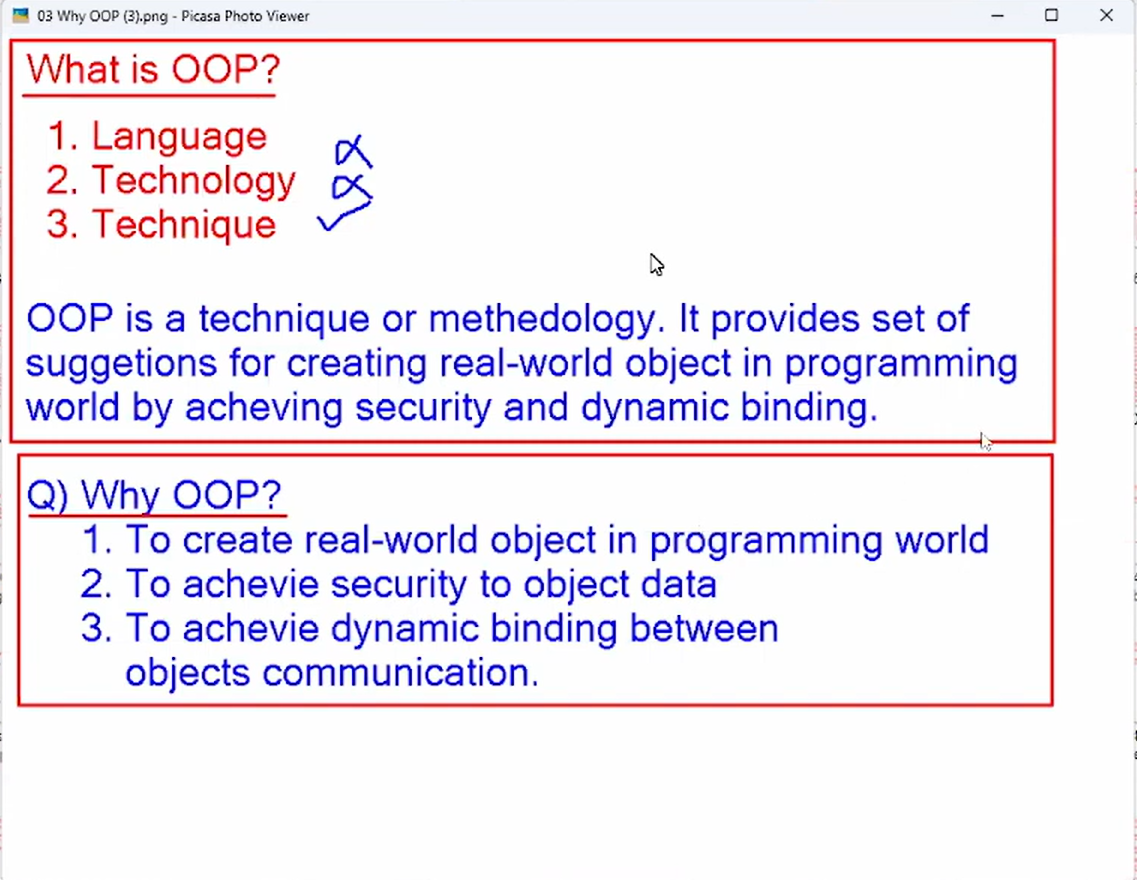 03 Why OOP (3).png - Picasa Photo Viewer
What is OOP?
1. Language
2. Technology
3. Technique
OOP is a technique or methedology. It provides set of
suggetions for creating real-world object in programming
world by acheving security and dynamic binding.
Q) Why OOP?
1. To create real-world object in programming world
2. To achevie security to object data
3. To achevie dynamic binding between
objects communication.